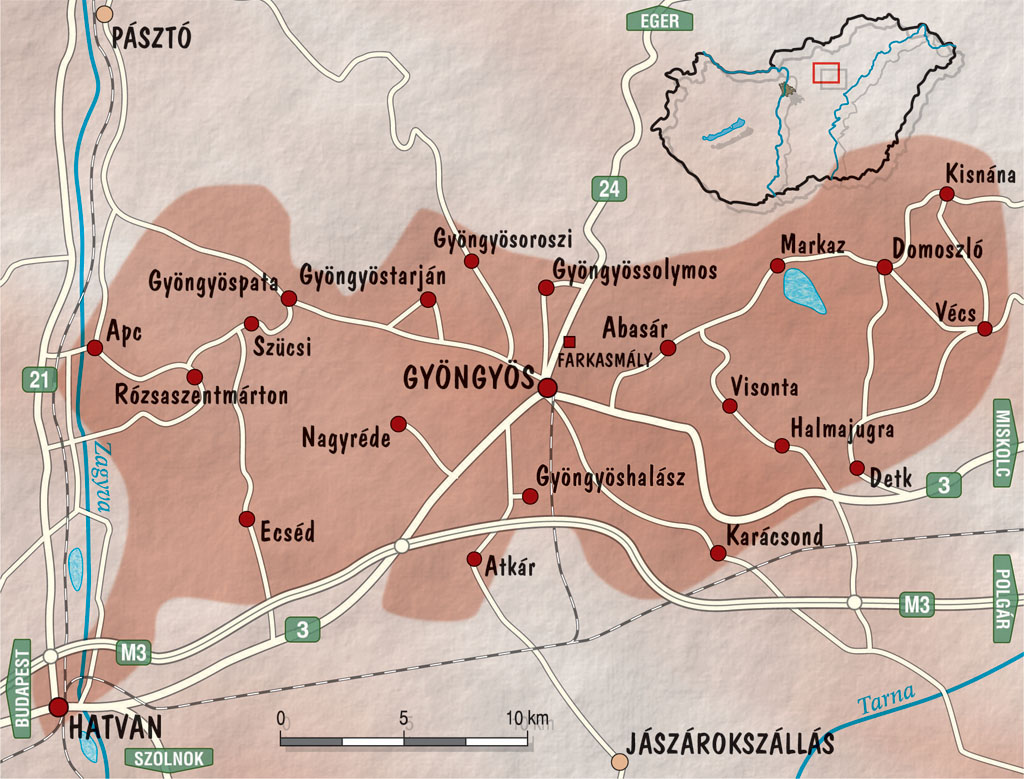 EGER
PÁSZTÓ
24
Kisnána
Gyöngyösoroszi
Markaz
Domoszló
Gyöngyöspata
Gyöngyöstarján
Gyöngyössolymos
Vécs
Apc
Szücsi
Abasár
FARKASMÁLY
21
GYÖNGYÖS
Rózsaszentmárton
Visonta
Nagyréde
Halmajugra
MISKOLC
Zagyva
Gyöngyöshalász
Detk
3
Ecséd
Karácsond
Atkár
POLGÁR
M3
3
M3
BUDAPEST
Tarna
HATVAN
0 5 10 km
SZOLNOK
JÁSZÁROKSZÁLLÁS